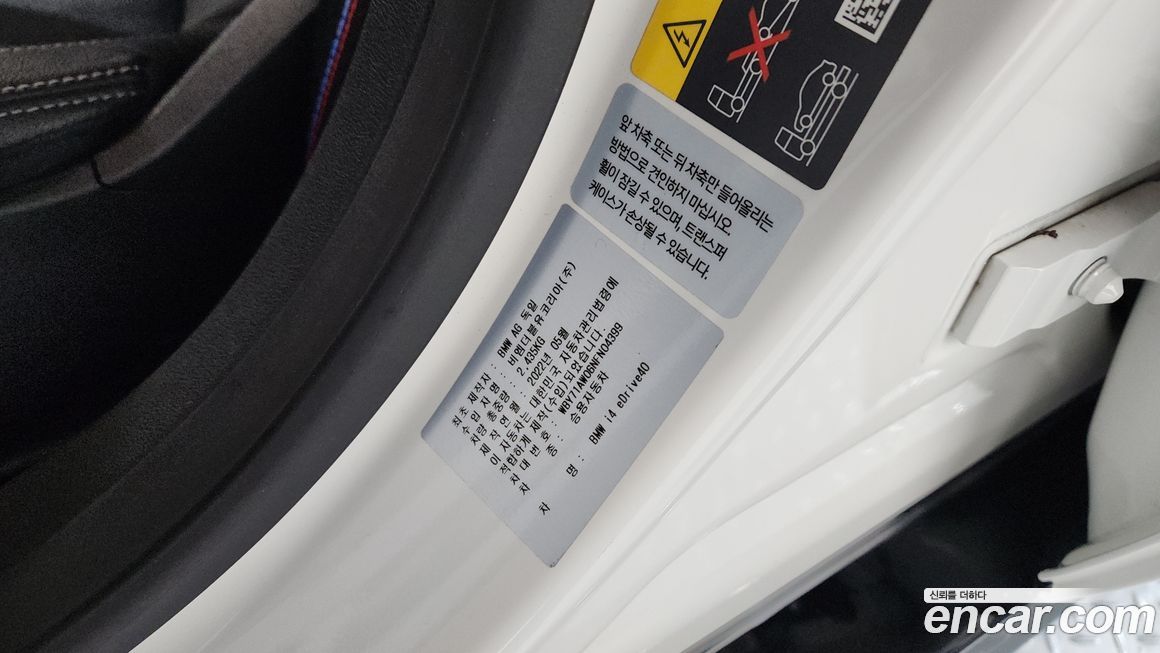 앞 차축 또는 뒤 차축만 들어올리는
방법으로 견인하지 마십시오.
휠이 잠길 수 있으며, 트랜스퍼
케이스가 손상될 수 있습니다.
최초 제작자 : BMW AG 독일
수입 자명 : 비엠더블유코리아(주)
차량 총중량 : 2.435KG
제작연월 : 2022년 05월
이 자동차는 대한민국 자동차관리법령에
적합하게 제작(수입)되었습니다.
차대번호 : WBY71AW06NFN04399
차종 : 승용자동차
차명 : BMW i4 eDrive40
신뢰를 더하다
encar.com